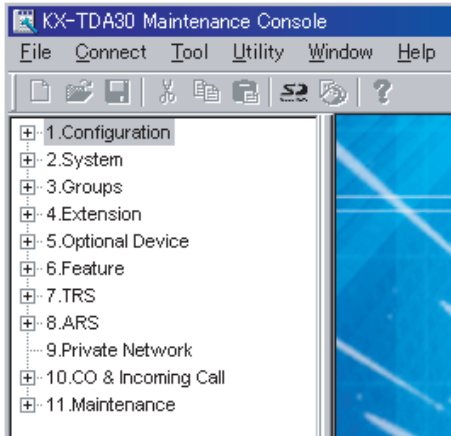 KX-TDA30 Maintenance Console
File Connect Tool Utility Window Help
1.Configuration
2.System
3.Groups
4.Extension
5.Optional Device
6.Feature
7.TRS
8.ARS
9.Private Network
10.CO & Incoming Call
11.Maintenance